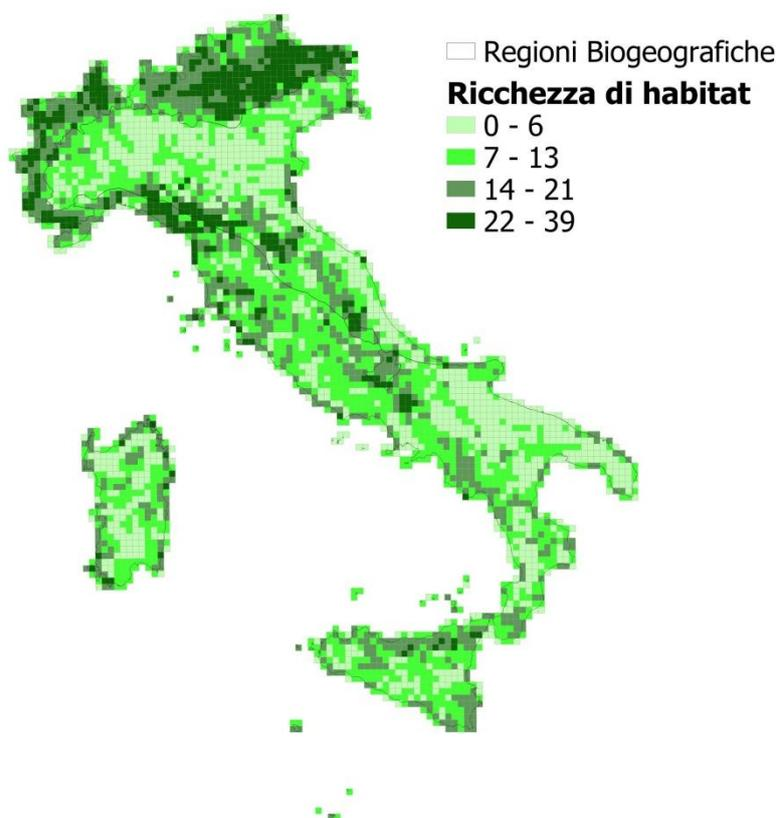 Regioni Biogeografiche
Ricchezza di habitat
0 - 6
7 - 13
14 - 21
22 - 39